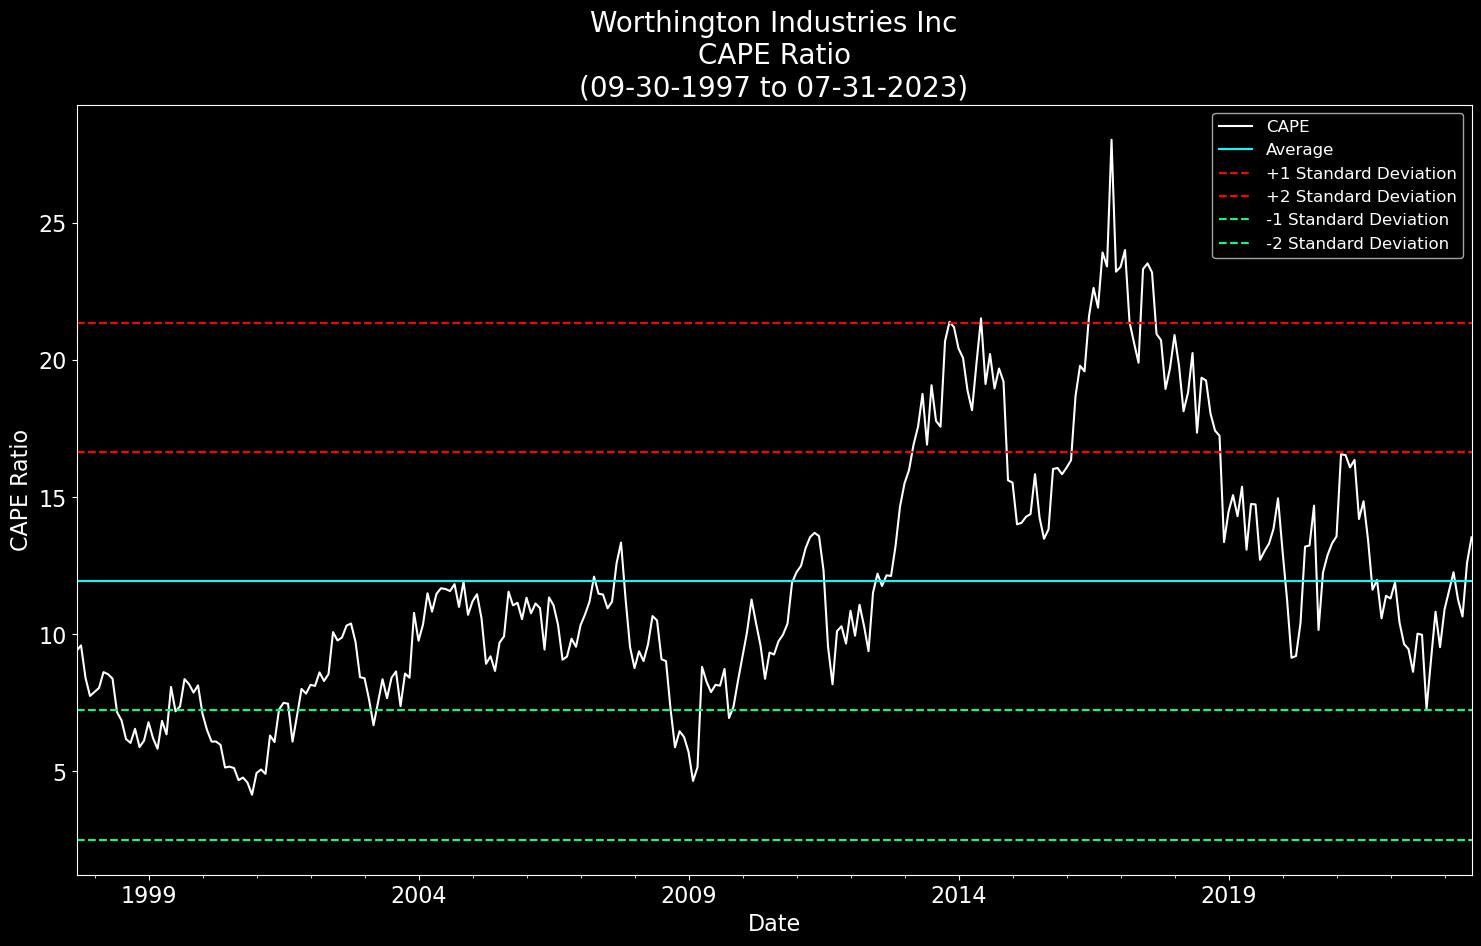 Worthington Industries Inc
CAPE Ratio
(09-30-1997 to 07-31-2023)
CAPE
Average
+1 Standard Deviation
+2 Standard Deviation
-1 Standard Deviation
-2 Standard Deviation
CAPE Ratio
25
20
15
10
5
1999
2004
2009
2014
2019
Date